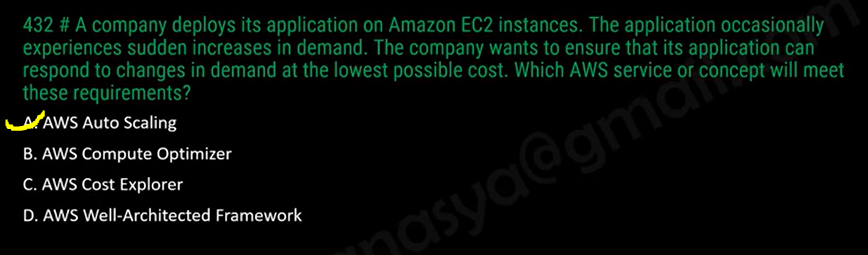 432 # A company deploys its application on Amazon EC2 instances. The application occasionally
experiences sudden increases in demand. The company wants to ensure that its application can
respond to changes in demand at the lowest possible cost. Which AWS service or concept will meet
these requirements?
A. AWS Auto Scaling
B. AWS Compute Optimizer
C. AWS Cost Explorer
D. AWS Well-Architected Framework